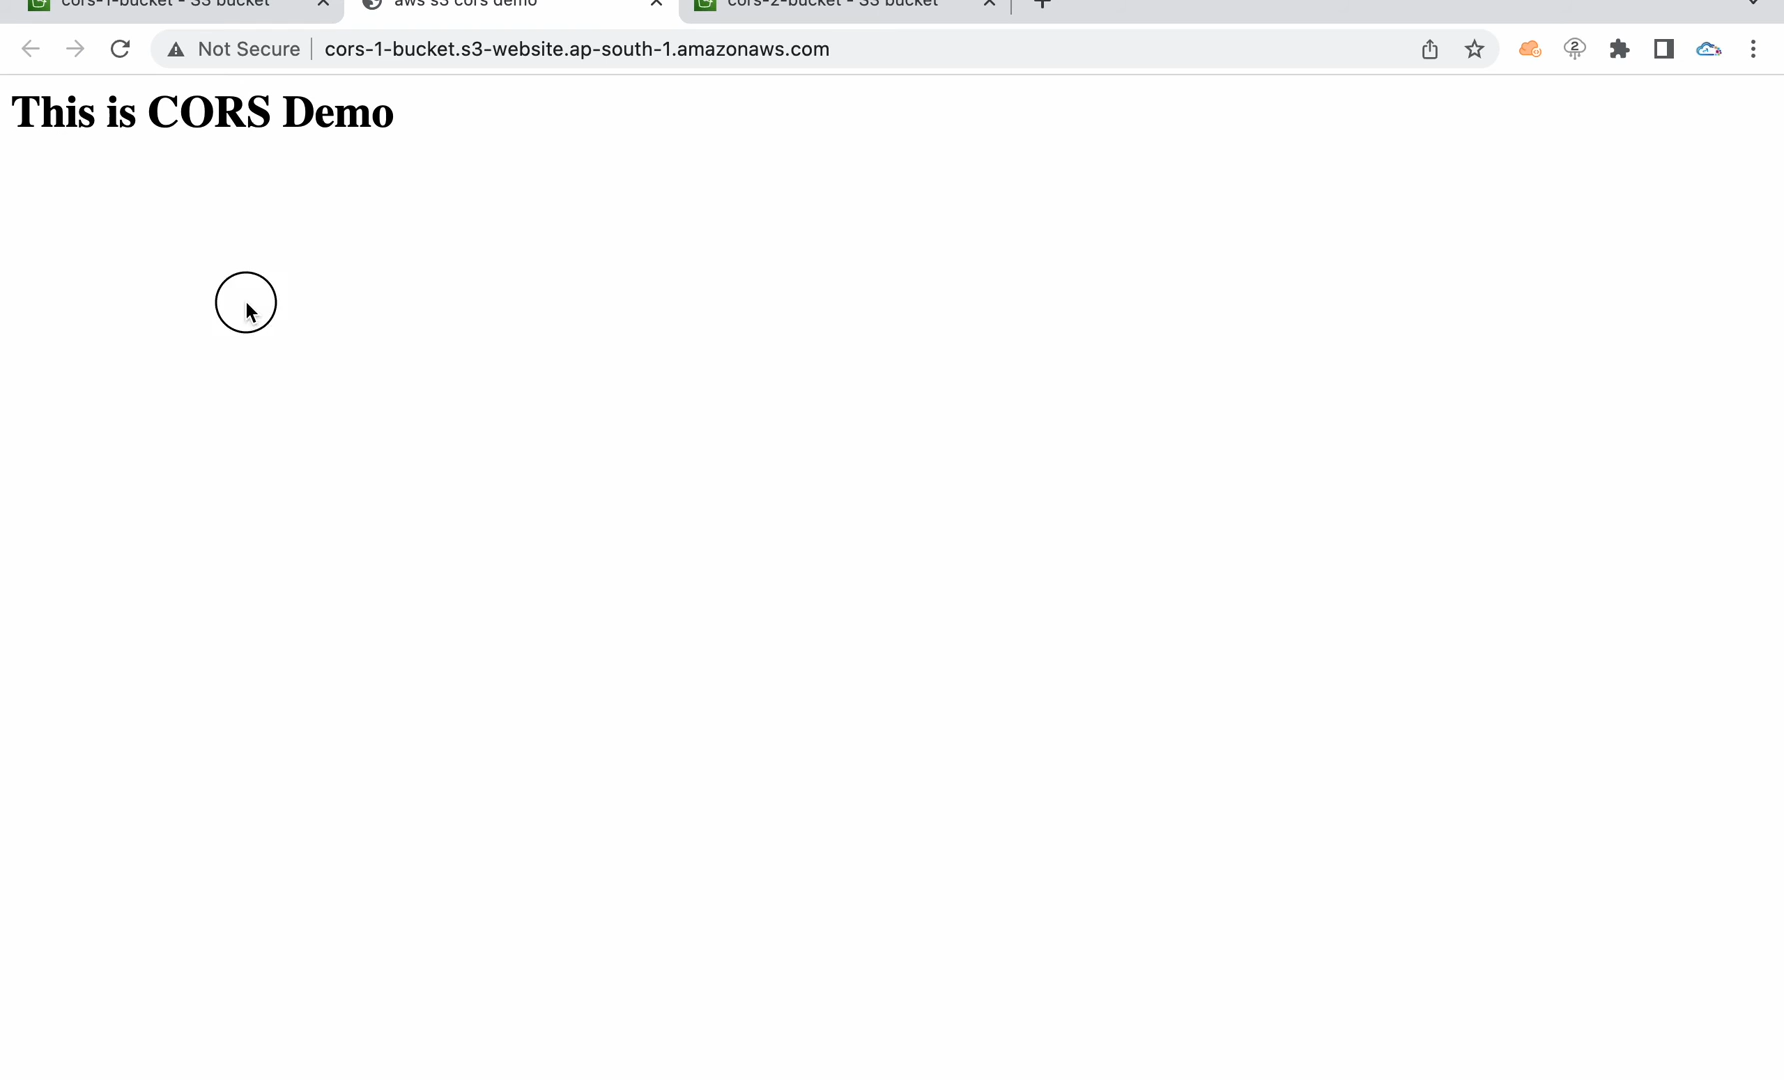 cors-1-bucket - S3 bucket
aws s3 cors demo
cors-2-bucket - S3 bucket
Not Secure
cors-1-bucket.s3-website.ap-south-1.amazonaws.com
2
This is CORS Demo